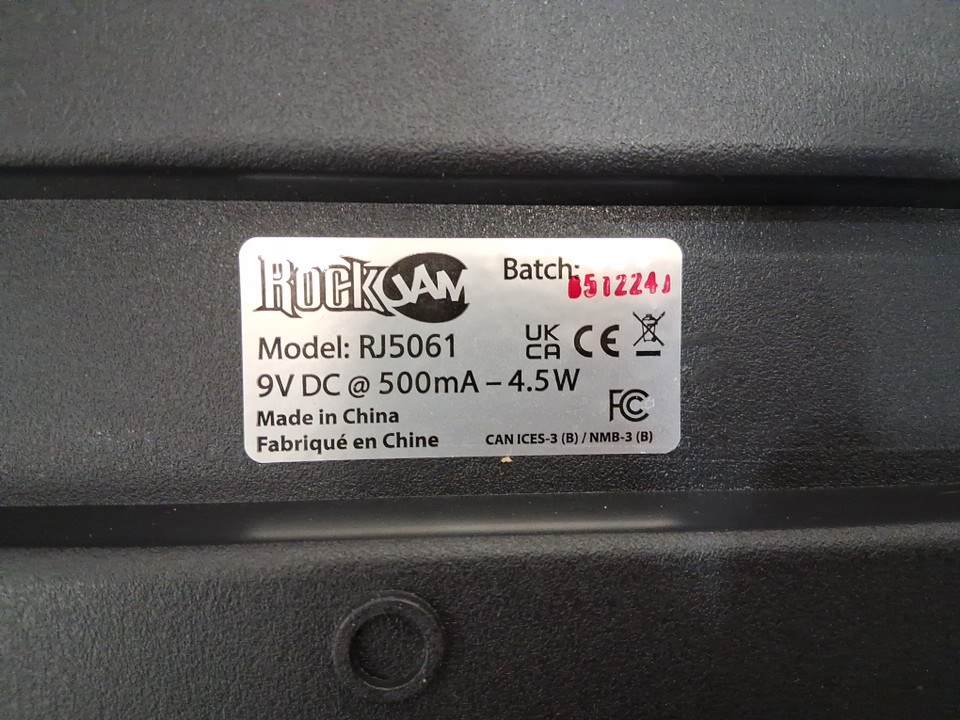 ROCKJAM
Batch: B51224J
Model: RJ5061
UK
CA CE
9V DC @ 500mA – 4.5W
FC
Made in China
Fabriqué en Chine
CAN ICES-3 (B) / NMB-3 (B)